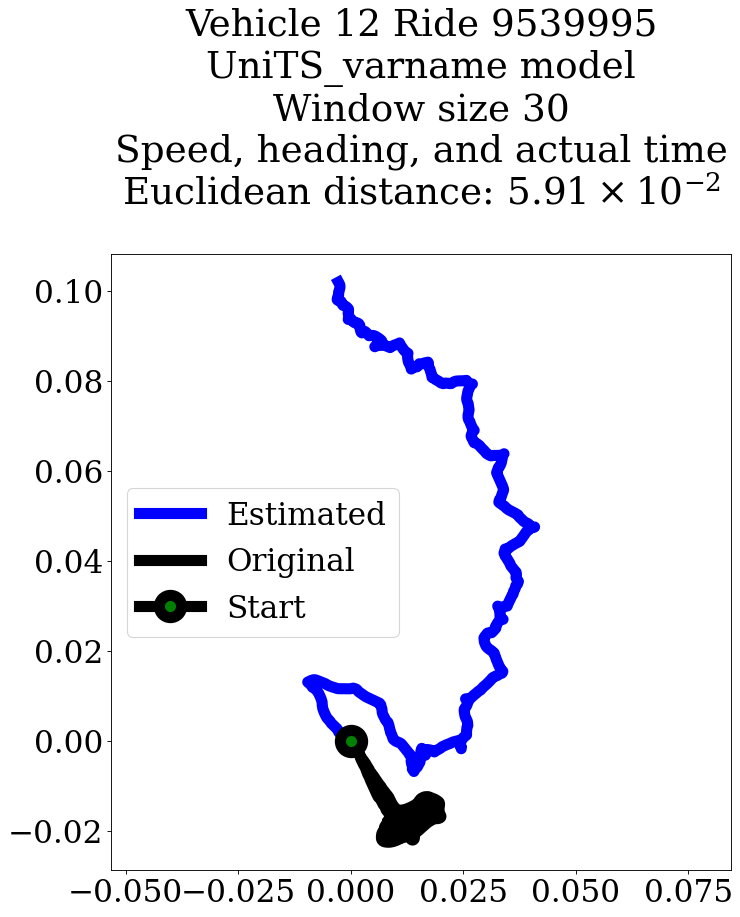 Vehicle 12 Ride 9539995
UniTS_varname model
Window size 30
Speed, heading, and actual time
Euclidean distance: 5.91 × 10⁻²
0.10
0.08
0.06
0.04
0.02
0.00
−0.02
Estimated
Original
Start
−0.050 −0.025 0.000 0.025 0.050 0.075